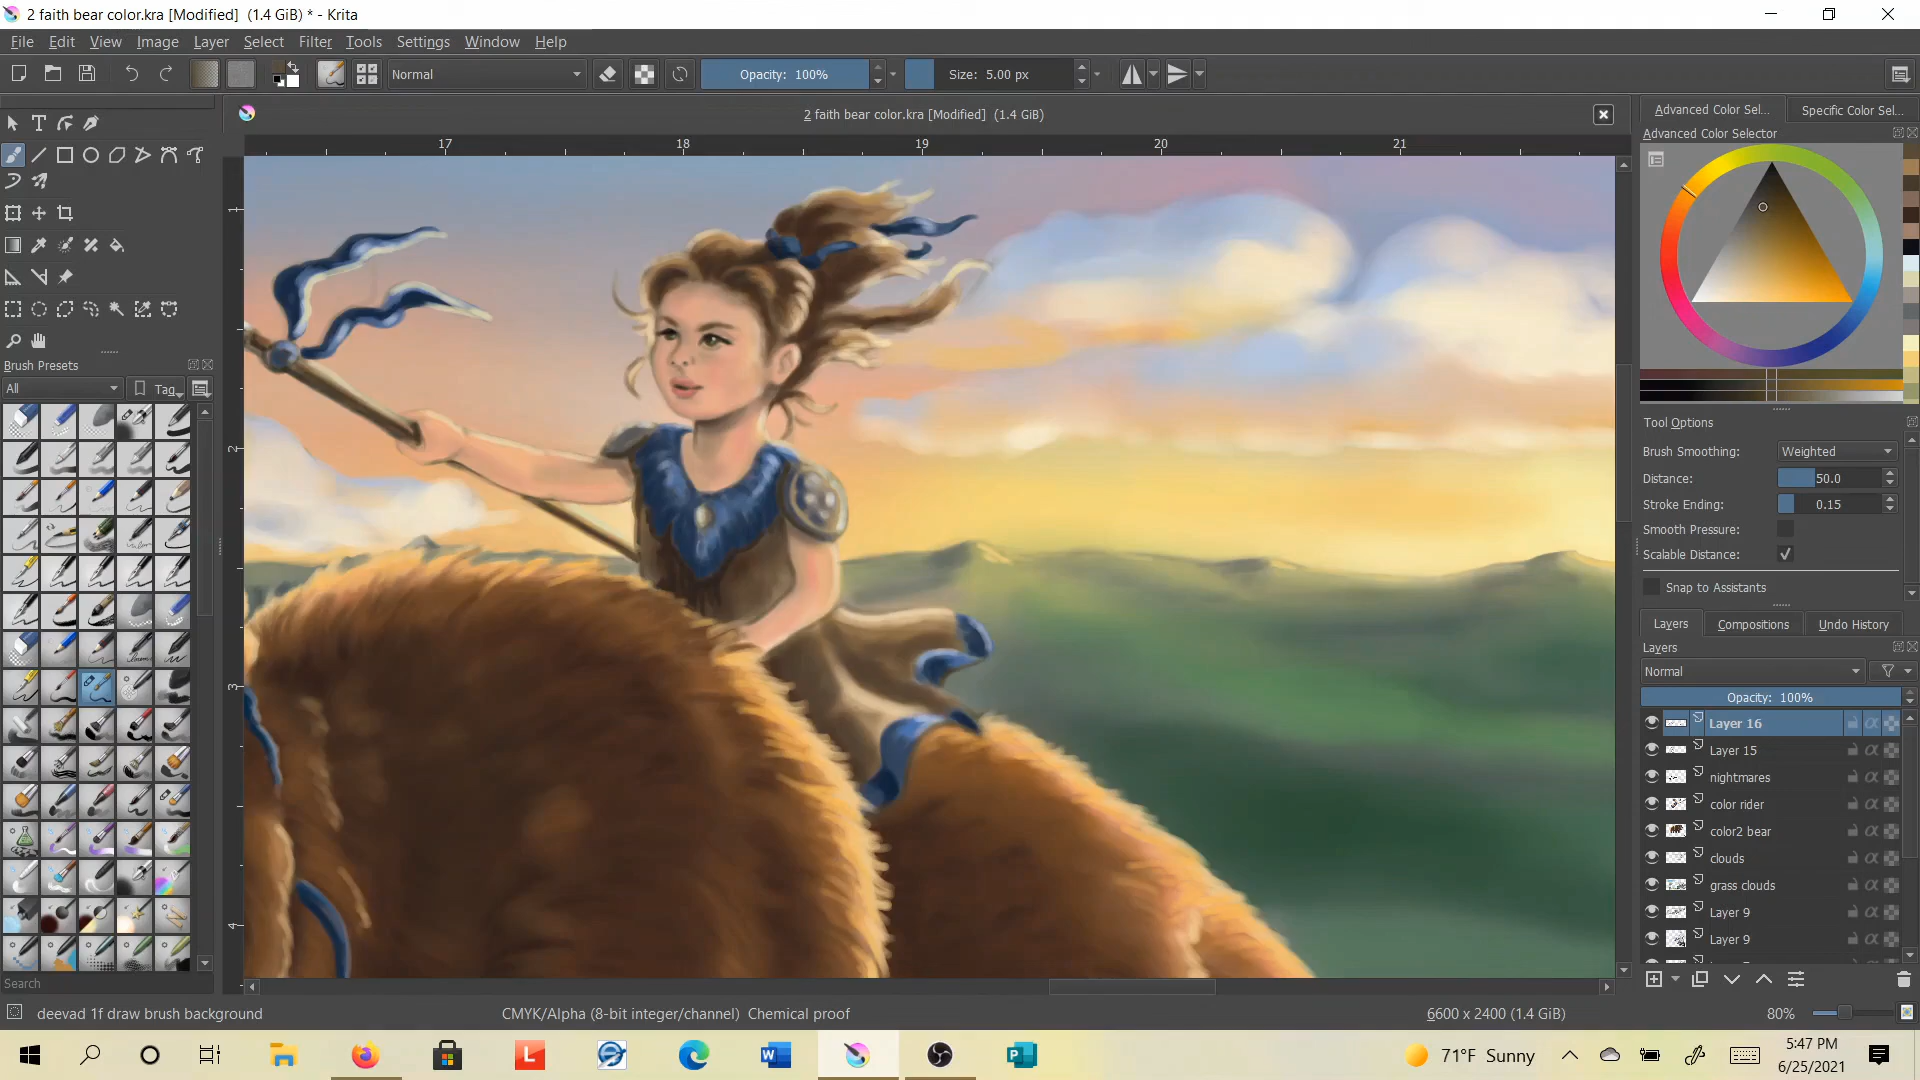 2 faith bear color.kra [Modified]  (1.4 GiB) * - Krita
File Edit View Image Layer Select Filter Tools Settings Window Help
Normal Opacity: 100% Size: 5.00 px
2 faith bear color.kra [Modified]  (1.4 GiB)
Advanced Color Sel... Specific Color Sel...
Advanced Color Selector
17 18 19 20 21
1
2
3
4
Brush Presets
All Tag
Search
Tool Options
Brush Smoothing: Weighted
Distance: 50.0
Stroke Ending: 0.15
Smooth Pressure:
Scalable Distance:
Snap to Assistants
Layers Compositions Undo History
Layers
Normal
Opacity: 100%
Layer 16
Layer 15
nightmares
color rider
color2 bear
clouds
grass clouds
Layer 9
Layer 9
deevad 1f draw brush background CMYK/Alpha (8-bit integer/channel)  Chemical proof 6600 x 2400 (1.4 GiB) 80%
71°F Sunny
5:47 PM
6/25/2021